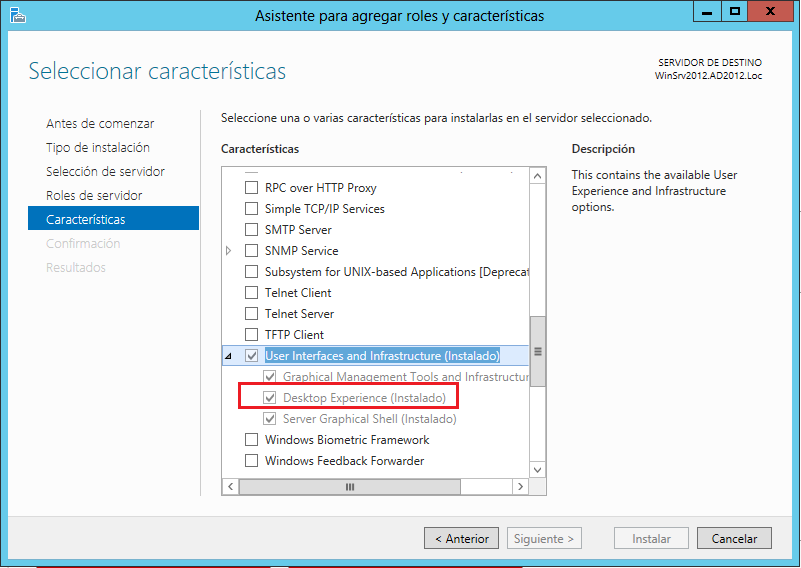 Asistente para agregar roles y características
Seleccionar características
SERVIDOR DE DESTINO
WinSrv2012.AD2012.Loc
Antes de comenzar
Tipo de instalación
Selección de servidor
Roles de servidor
Características
Confirmación
Resultados
Seleccione una o varias características para instalarlas en el servidor seleccionado.
Características
RPC over HTTP Proxy
Simple TCP/IP Services
SMTP Server
SNMP Service
Subsystem for UNIX-based Applications [Deprecat
Telnet Client
Telnet Server
TFTP Client
User Interfaces and Infrastructure (Instalado)
Graphical Management Tools and Infrastructur
Desktop Experience (Instalado)
Server Graphical Shell (Instalado)
Windows Biometric Framework
Windows Feedback Forwarder
Descripción
This contains the available User
Experience and Infrastructure
options.
< Anterior
Siguiente >
Instalar
Cancelar